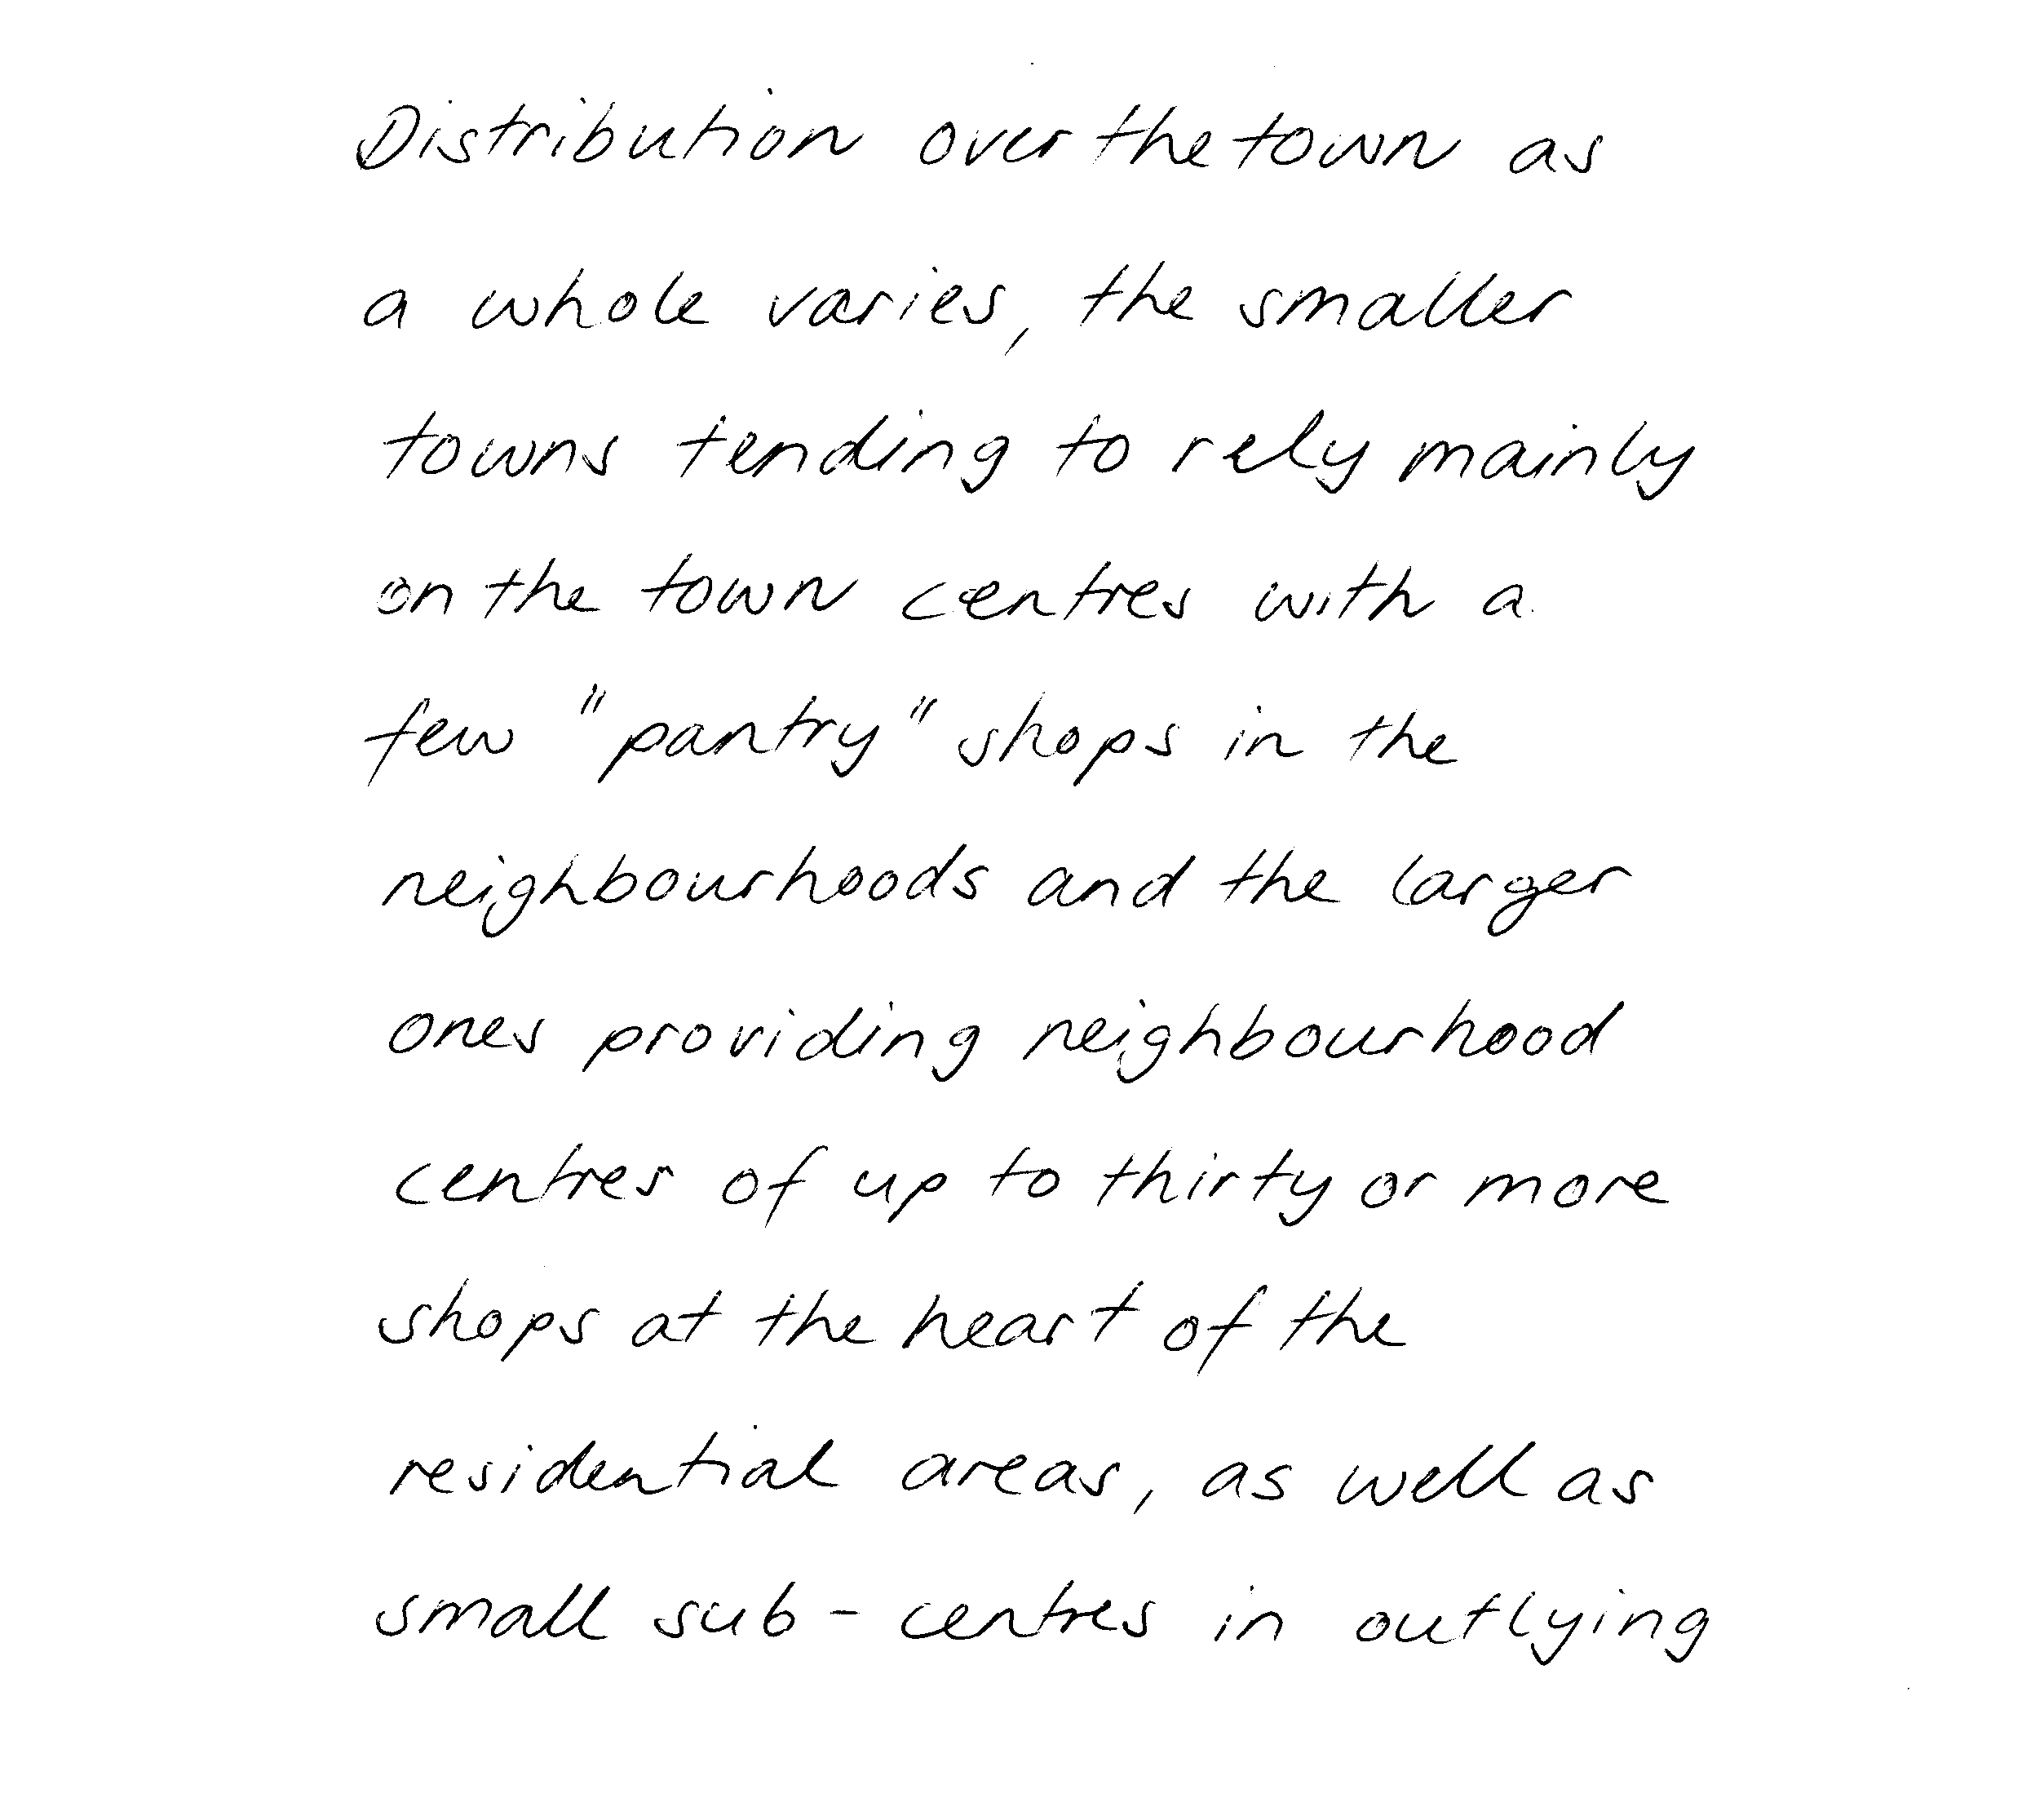 Distribution over the town as
a whole varies, the smaller
towns tending to rely mainly
on the town centres with a
few "pantry" shops in the
neighbourhoods and the larger
ones providing neighbourhood
centres of up to thirty or more
shops at the heart of the
residential areas, as well as
small sub-centres in outlying